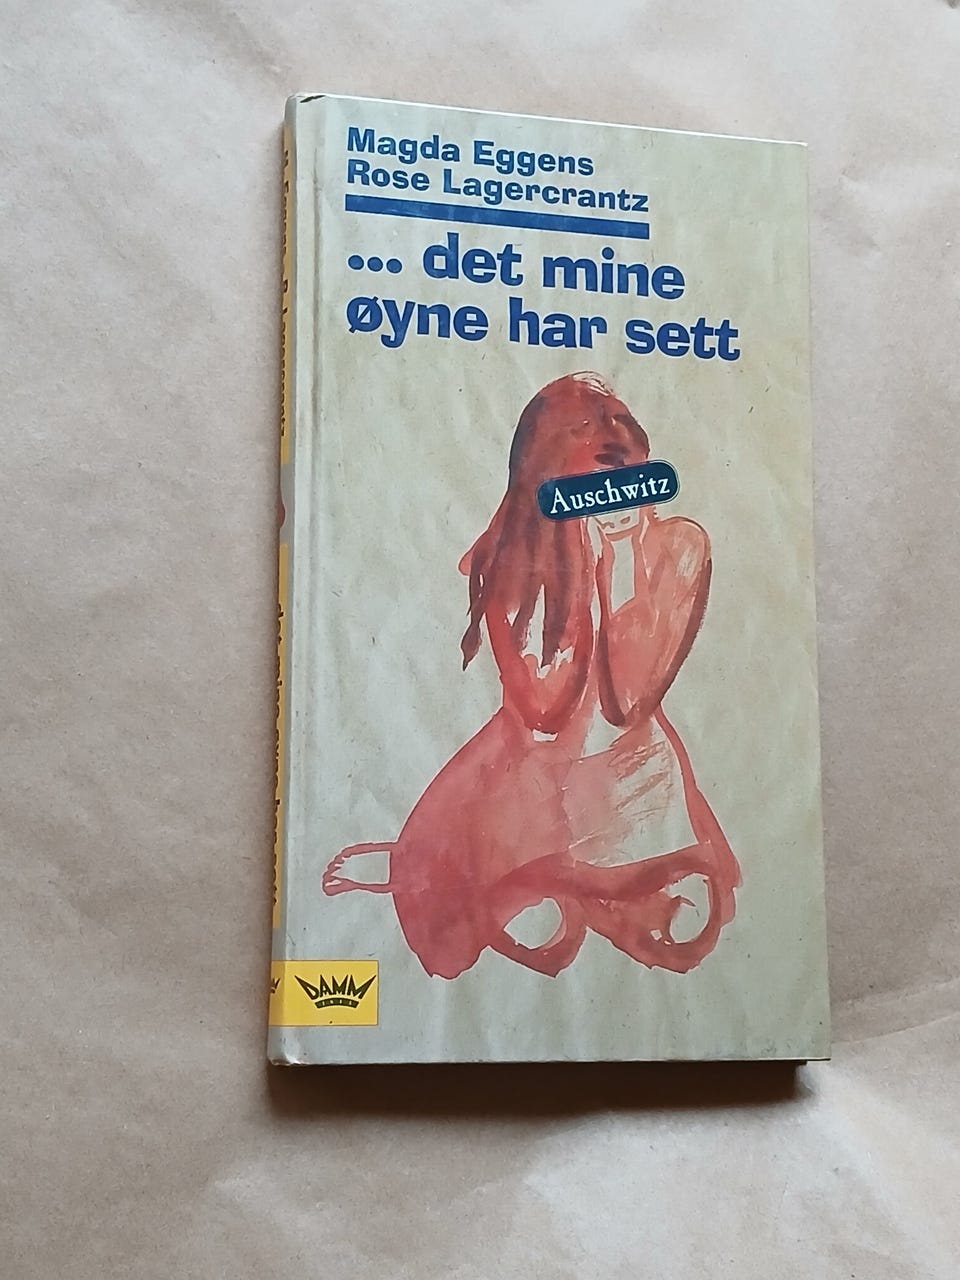 Magda Eggens
Rose Lagercrantz
... det mine
øyne har sett
Auschwitz
DAMM